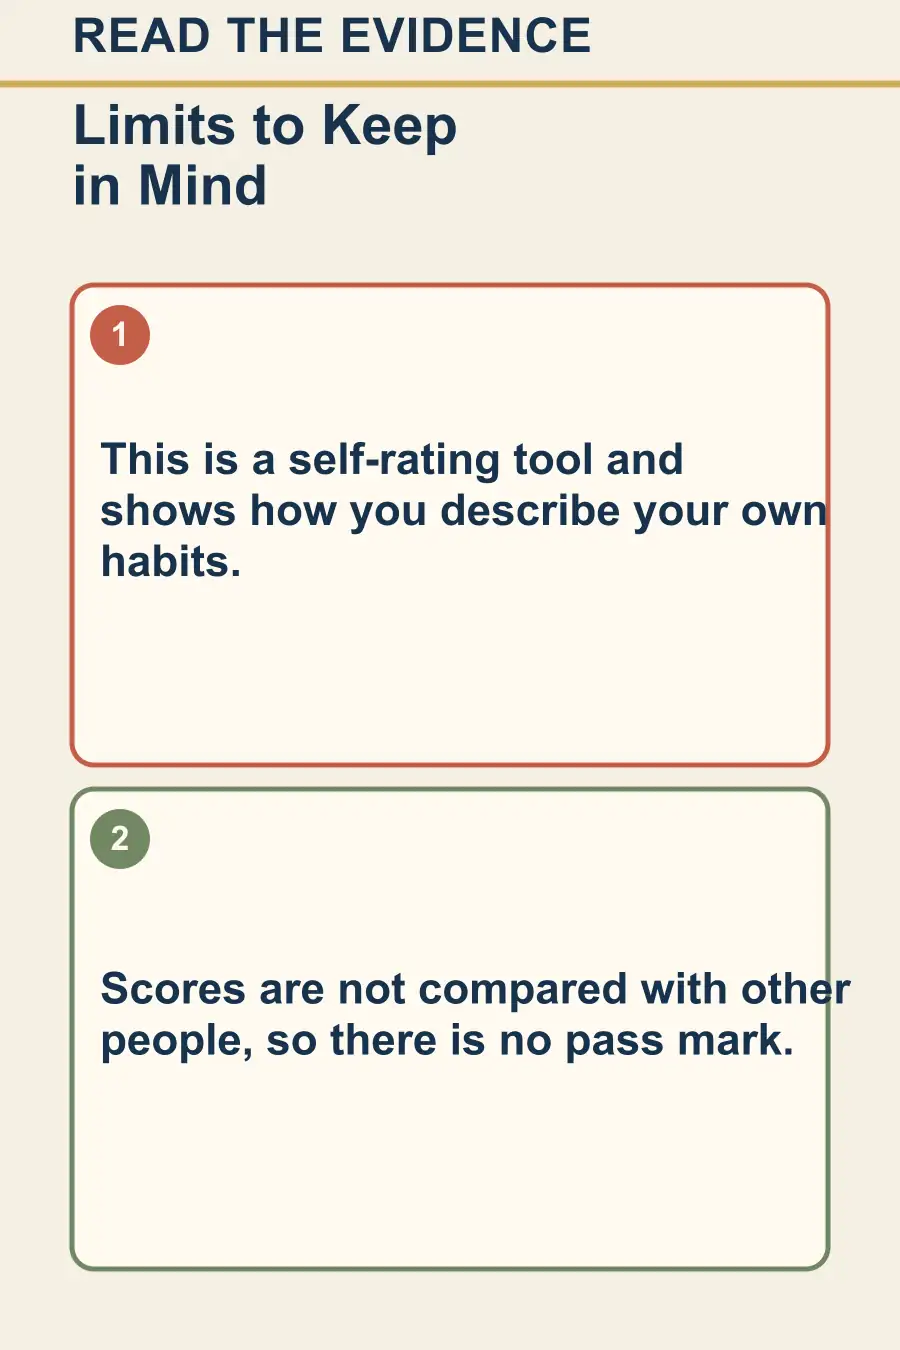 READ THE EVIDENCE
Limits to Keep
in Mind
1
This is a self-rating tool and
shows how you describe your own
habits.
2
Scores are not compared with other
people, so there is no pass mark.